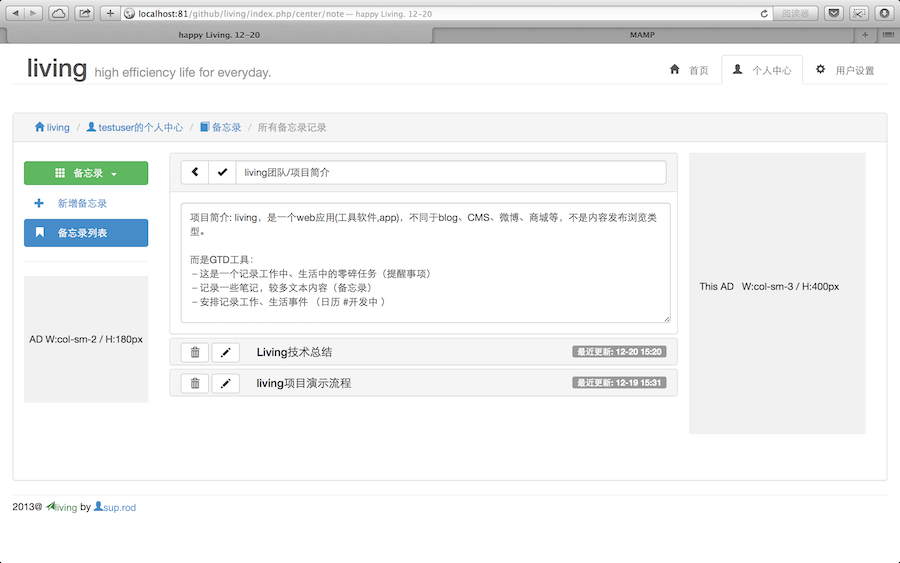 localhost:81/github/living/index.php/center/note — happy Living. 12-20
阅读器
happy Living. 12-20
MAMP
living high efficiency life for everyday.
首页
个人中心
用户设置
living / testuser的个人中心 / 备忘录 / 所有备忘录记录
备忘录
新增备忘录
备忘录列表
AD W:col-sm-2 / H:180px
living团队/项目简介
项目简介: living，是一个web应用(工具软件,app)，不同于blog、CMS、微博、商城等，不是内容发布浏览类
型。
而是GTD工具：
– 这是一个记录工作中、生活中的零碎任务（提醒事项）
– 记录一些笔记，较多文本内容（备忘录）
– 安排记录工作、生活事件 （日历 #开发中 ）
Living技术总结
最近更新: 12-20 15:20
living项目演示流程
最近更新: 12-19 15:31
This AD W:col-sm-3 / H:400px
2013@ living by sup.rod